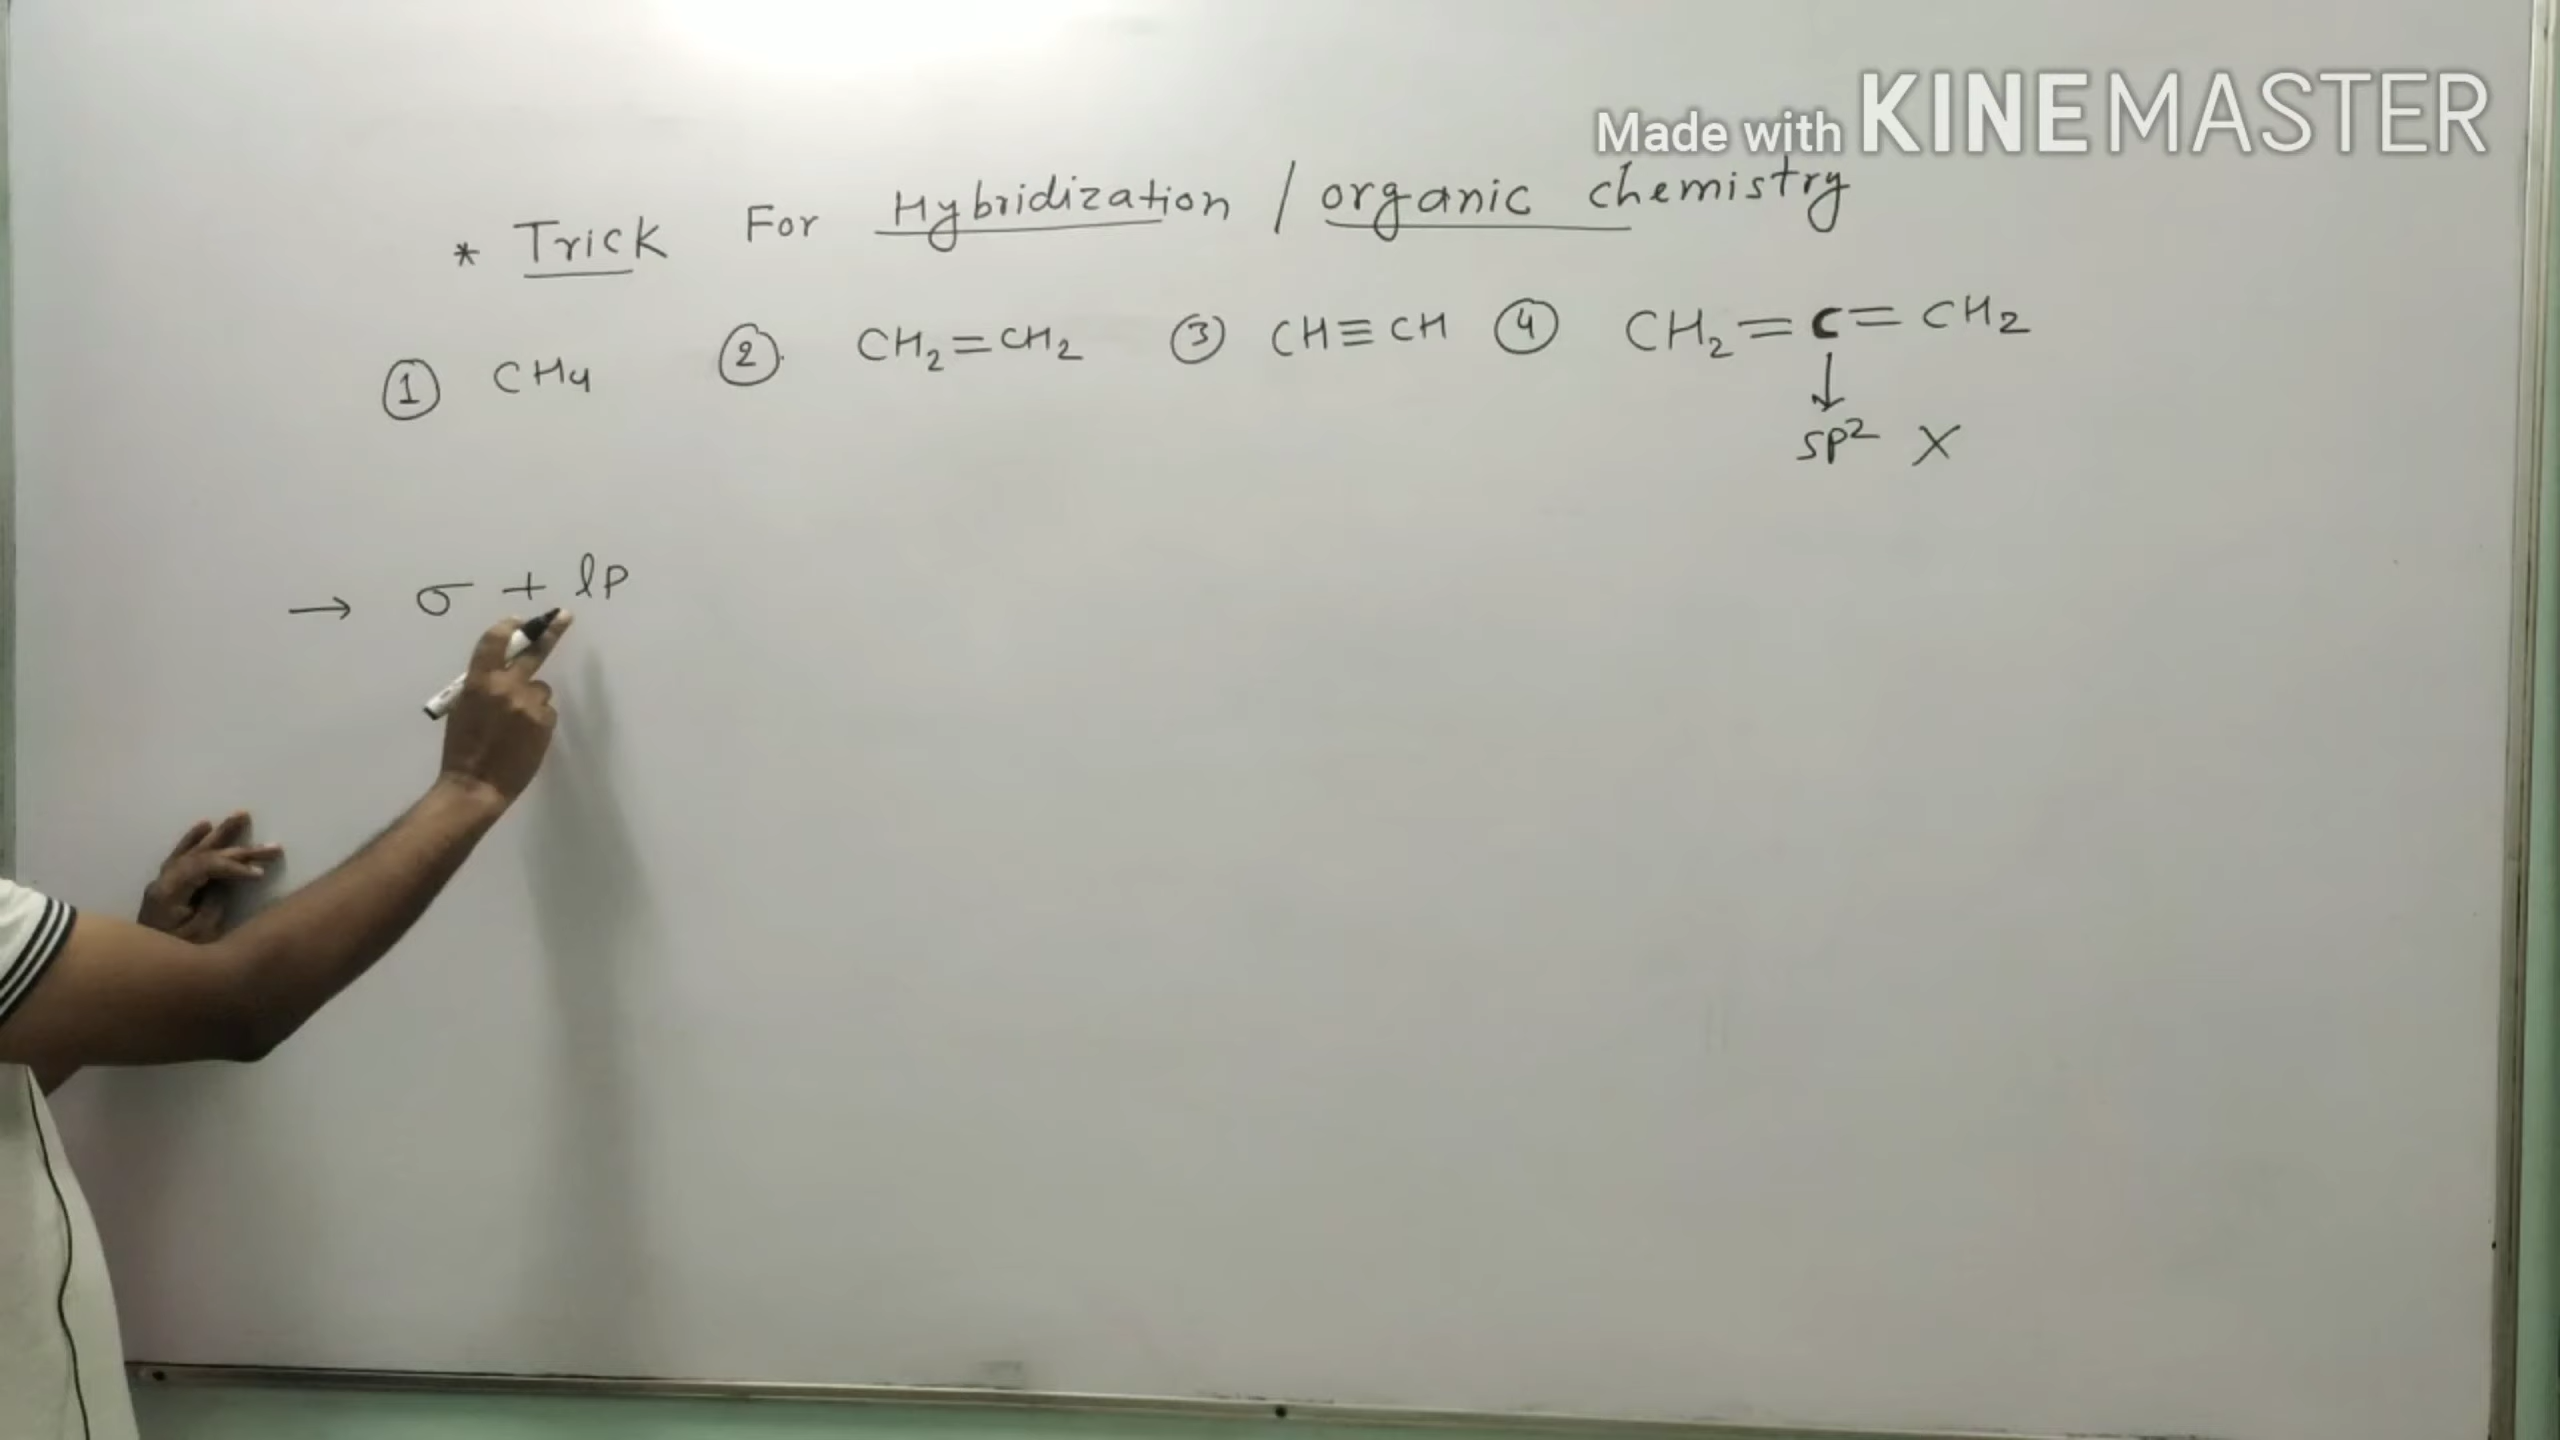 Made with KINEMASTER
* Trick For Hybridization / organic chemistry
① CH4 ② CH2=CH2 ③ CH≡CH ④ CH2=C=CH2
↓
sp2 X
→ σ + lp